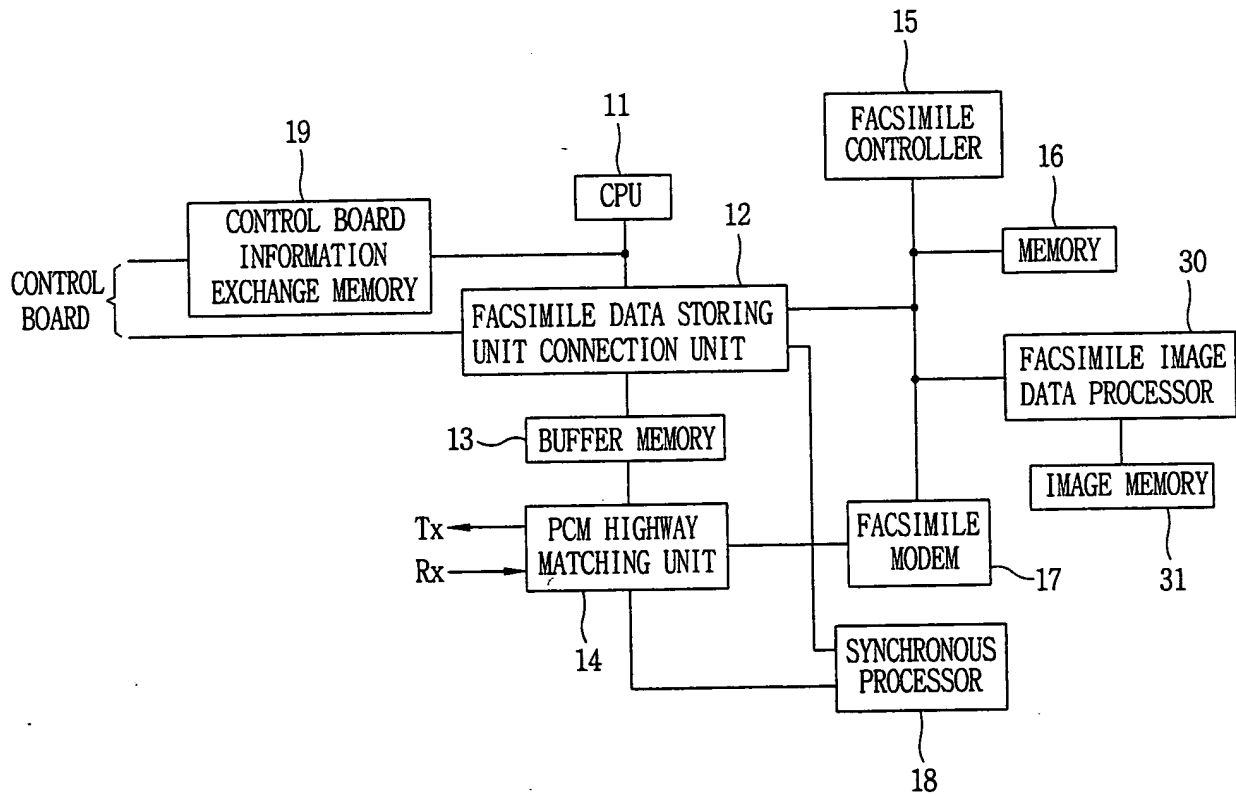 15
FACSIMILE
CONTROLLER
11
CPU
19
CONTROL BOARD
INFORMATION
EXCHANGE MEMORY
12
16
MEMORY
CONTROL
BOARD
FACSIMILE DATA STORING
UNIT CONNECTION UNIT
30
FACSIMILE IMAGE
DATA PROCESSOR
13
BUFFER MEMORY
IMAGE MEMORY
31
Tx
Rx
PCM HIGHWAY
MATCHING UNIT
14
FACSIMILE
MODEM
17
SYNCHRONOUS
PROCESSOR
18